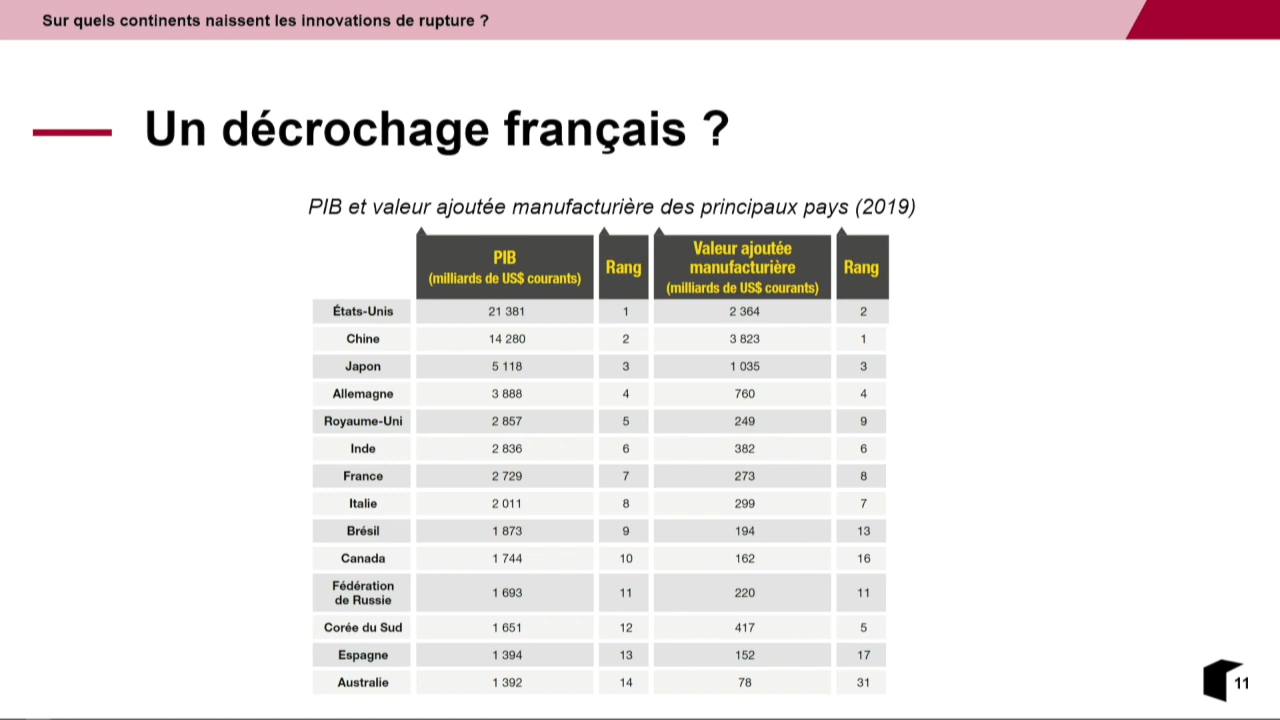 Sur quels continents naissent les innovations de rupture ?
Un décrochage français ?
PIB et valeur ajoutée manufacturière des principaux pays (2019)
PIB
(milliards de US$ courants)
Rang
Valeur ajoutée
manufacturière
(milliards de US$ courants)
Rang
États-Unis 21 381 1 2 364 2
Chine 14 280 2 3 823 1
Japon 5 118 3 1 035 3
Allemagne 3 888 4 760 4
Royaume-Uni 2 857 5 249 9
Inde 2 836 6 382 6
France 2 729 7 273 8
Italie 2 011 8 299 7
Brésil 1 873 9 194 13
Canada 1 744 10 162 16
Fédération
de Russie 1 693 11 220 11
Corée du Sud 1 651 12 417 5
Espagne 1 394 13 152 17
Australie 1 392 14 78 31
11